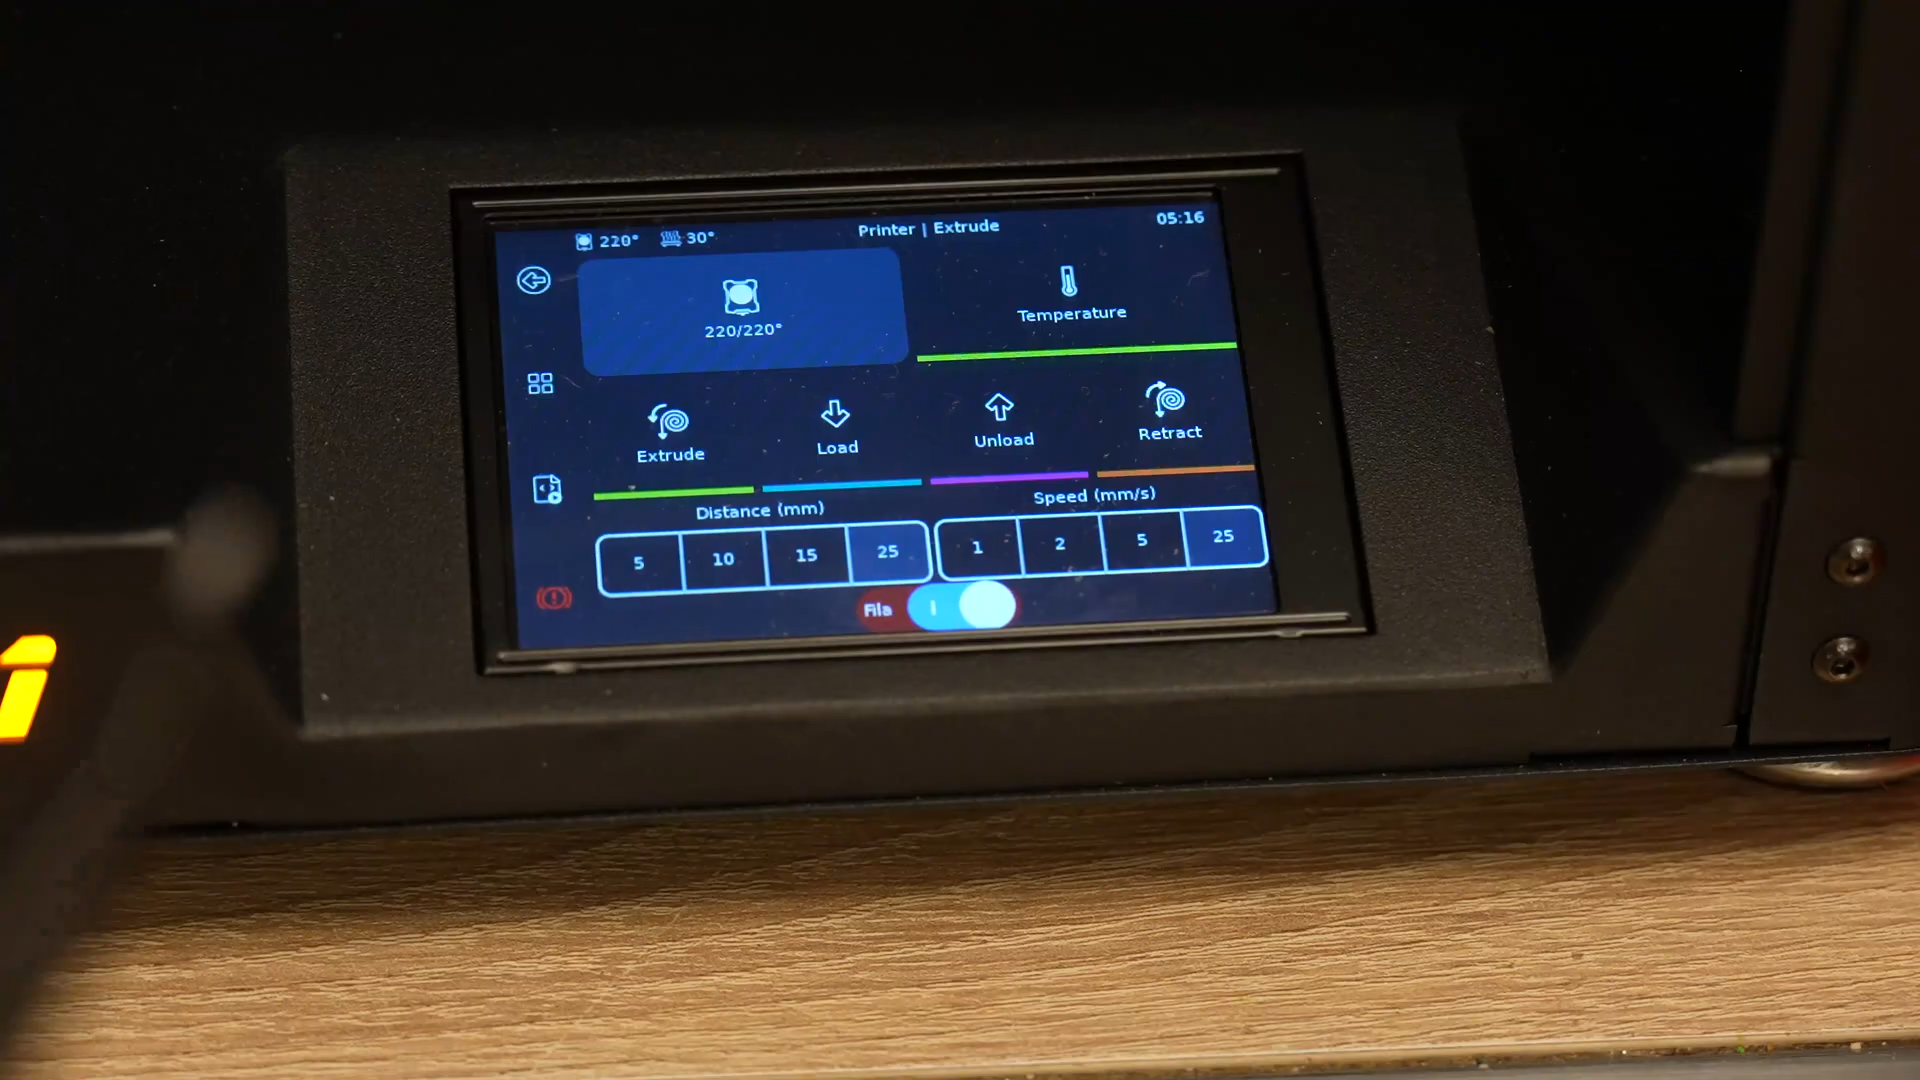 220° 30° Printer | Extrude 05:16
220/220° Temperature
Extrude Load Unload Retract
Distance (mm) Speed (mm/s)
5 10 15 25 1 2 5 25
Fila
1